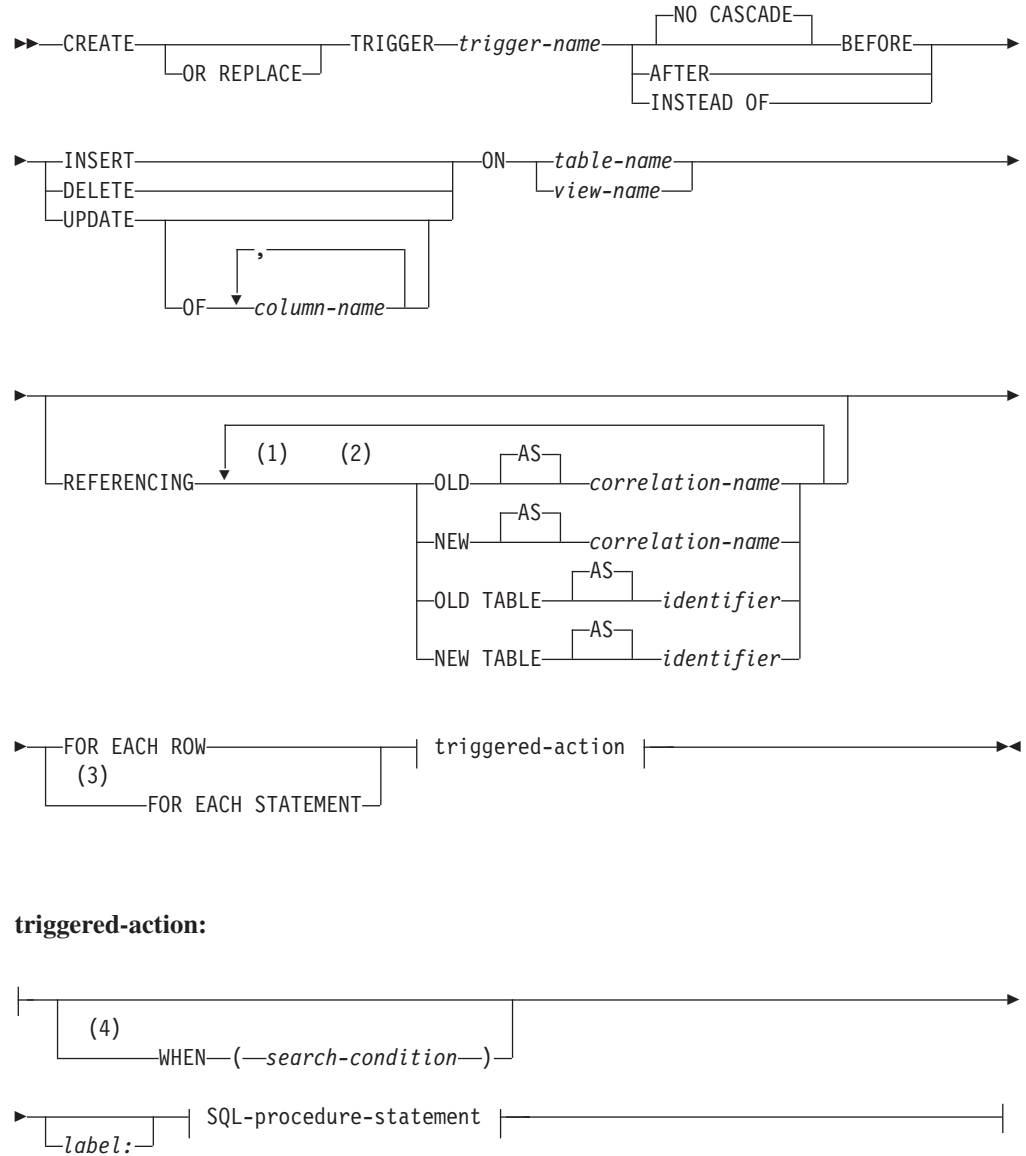 NO CASCADE
CREATE TRIGGER trigger-name BEFORE
OR REPLACE AFTER
INSTEAD OF
INSERT ON table-name
DELETE view-name
UPDATE
,
OF column-name
(1) (2) AS
REFERENCING OLD correlation-name
AS
NEW correlation-name
AS
OLD TABLE identifier
AS
NEW TABLE identifier
FOR EACH ROW triggered-action
(3)
FOR EACH STATEMENT
triggered-action:
(4)
WHEN ( search-condition )
SQL-procedure-statement
label: